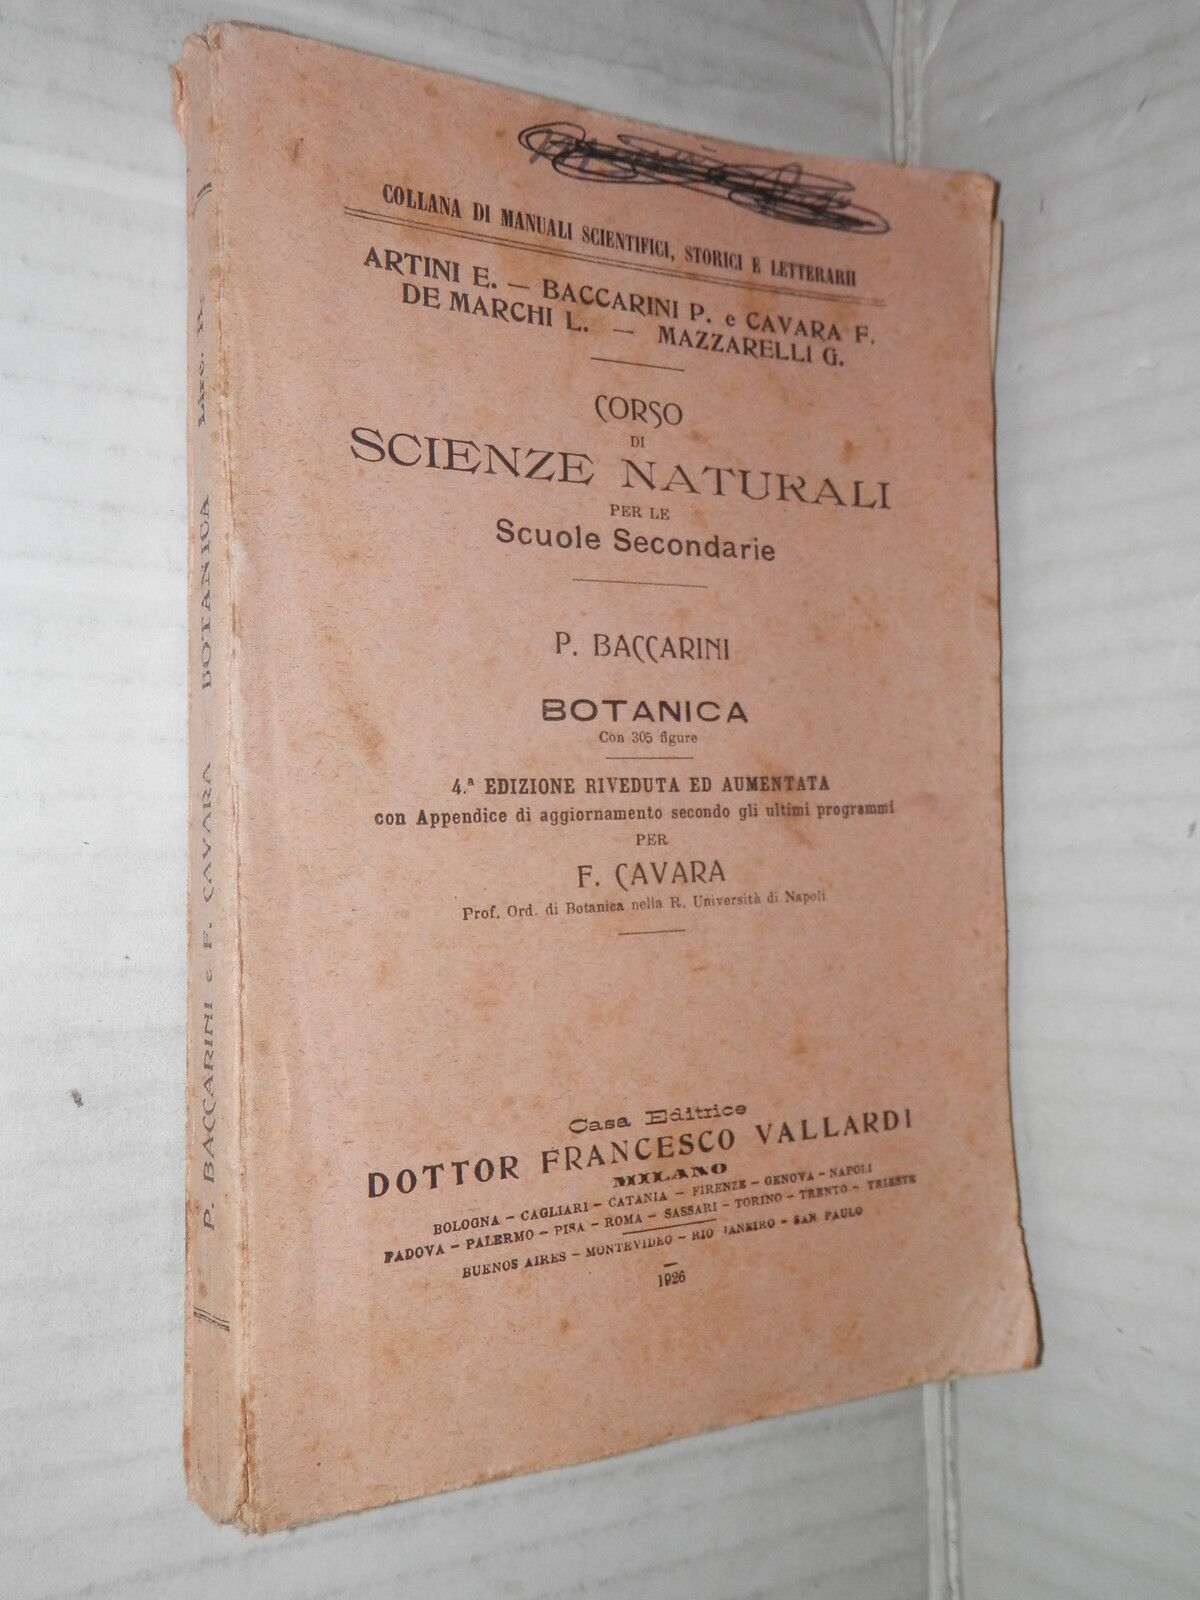 COLLANA DI MANUALI SCIENTIFICI, STORICI E LETTERARII
ARTINI E. — BACCARINI P. e CAVARA F.
DE MARCHI L. — MAZZARELLI G.
CORSO
DI
SCIENZE NATURALI
PER LE
Scuole Secondarie
P. BACCARINI
BOTANICA
Con 305 figure
4.ª EDIZIONE RIVEDUTA ED AUMENTATA
con Appendice di aggiornamento secondo gli ultimi programmi
PER
F. CAVARA
Prof. Ord. di Botanica nella R. Università di Napoli
Casa Editrice
DOTTOR FRANCESCO VALLARDI
MILANO
BOLOGNA - CAGLIARI - CATANIA - FIRENZE - GENOVA - NAPOLI
PADOVA - PALERMO - PISA - ROMA - SASSARI - TORINO - TRENTO - TRIESTE
BUENOS AIRES - MONTEVIDEO - RIO JANEIRO - SAN PAULO
1926
P. BACCARINI e F. CAVARA BOTANICA